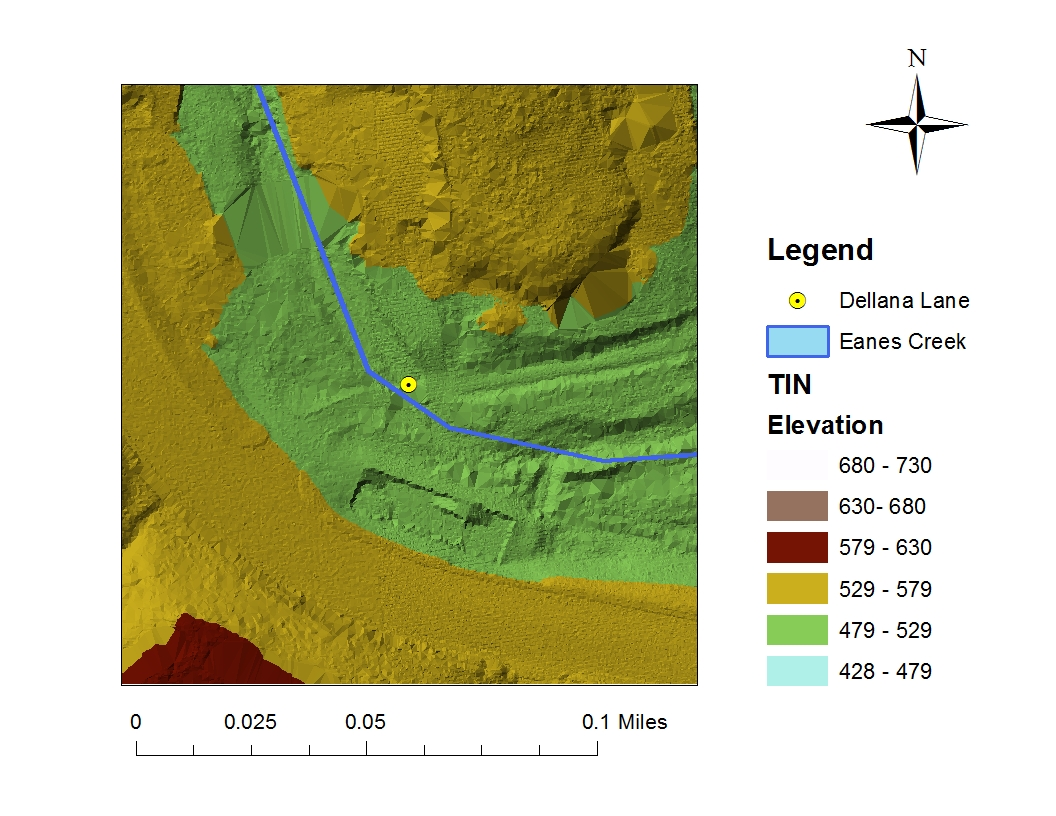 N
Legend
Dellana Lane
Eanes Creek
TIN
Elevation
680 - 730
630- 680
579 - 630
529 - 579
479 - 529
428 - 479
0 0.025 0.05 0.1 Miles